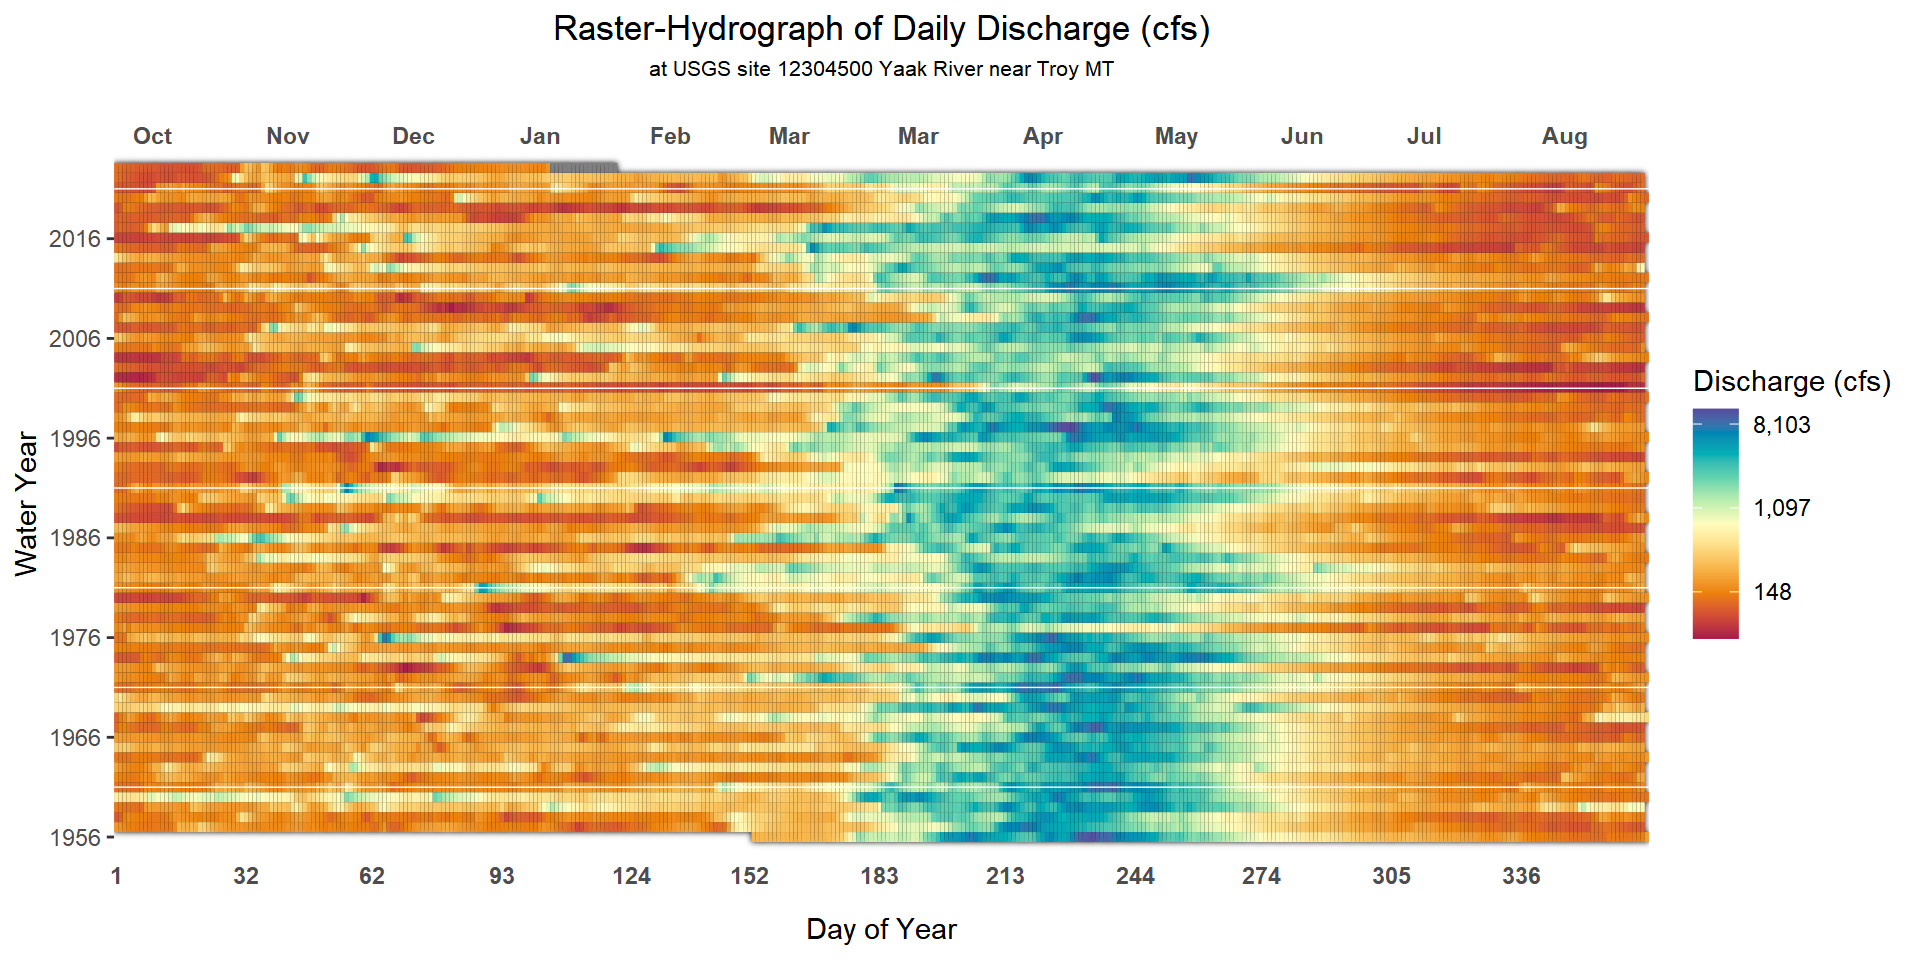 Raster-Hydrograph of Daily Discharge (cfs)
at USGS site 12304500 Yaak River near Troy MT
Oct Nov Dec Jan Feb Mar Mar Apr May Jun Jul Aug
Water Year
2016
2006
1996
1986
1976
1966
1956
1 32 62 93 124 152 183 213 244 274 305 336
Day of Year
Discharge (cfs)
8,103
1,097
148